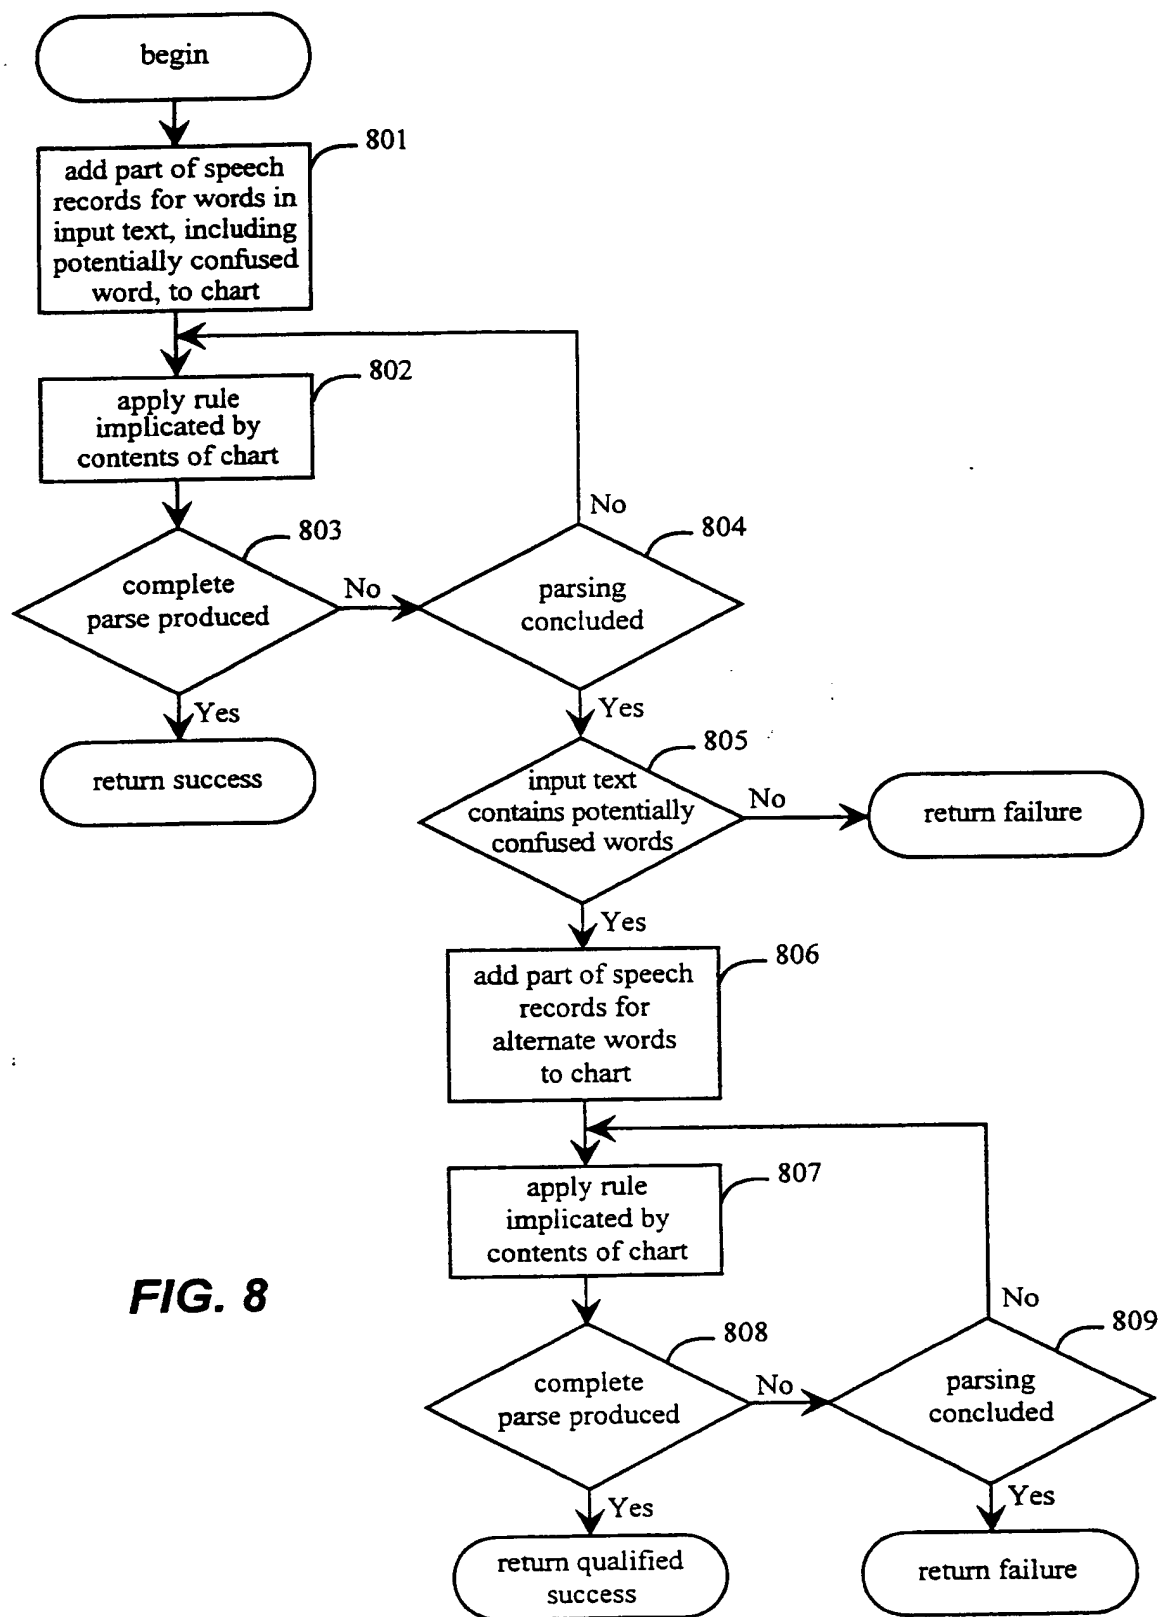 begin
801
add part of speech
records for words in
input text, including
potentially confused
word, to chart
802
apply rule
implicated by
contents of chart
No
803
804
complete
parse produced
No
parsing
concluded
Yes
Yes
805
return success
input text
contains potentially
confused words
No
return failure
Yes
806
add part of speech
records for
alternate words
to chart
807
apply rule
implicated by
contents of chart
FIG. 8
No
808
809
complete
parse produced
No
parsing
concluded
Yes
Yes
return qualified
success
return failure